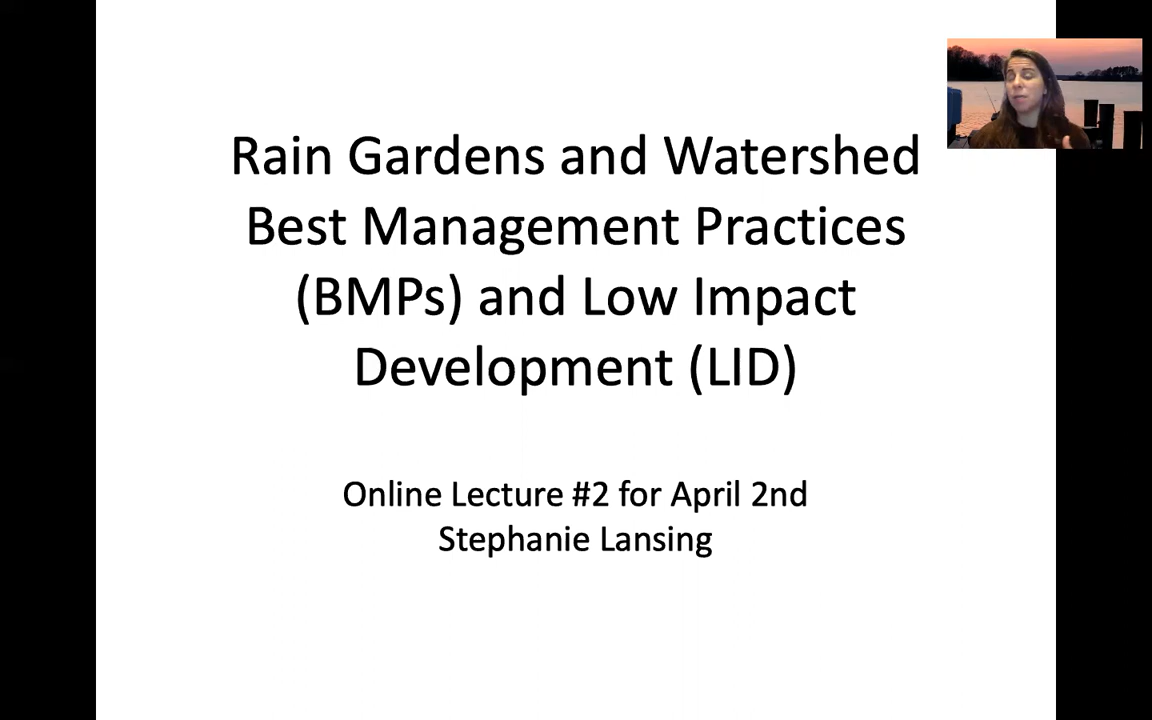 Rain Gardens and Watershed
Best Management Practices
(BMPs) and Low Impact
Development (LID)
Online Lecture #2 for April 2nd
Stephanie Lansing